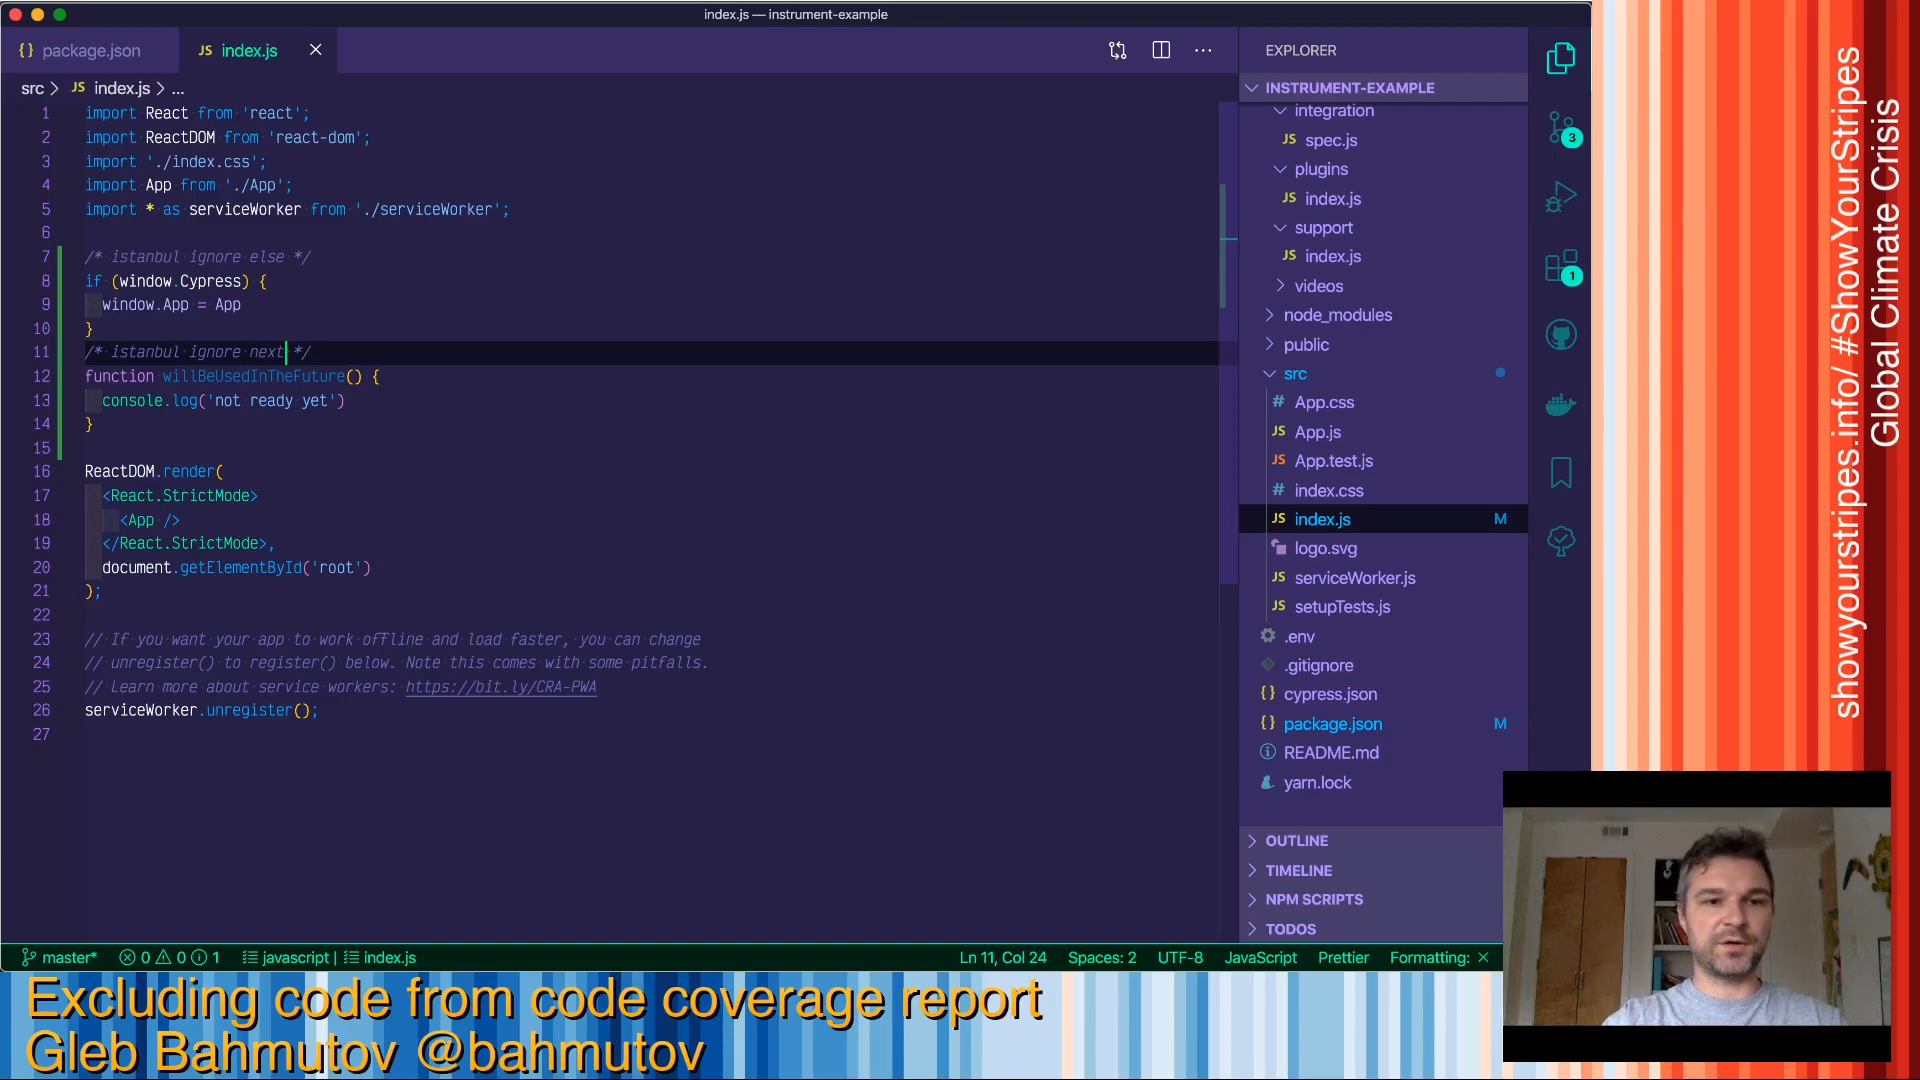 index.js — instrument-example
{} package.json
JS index.js
src > JS index.js > ...
1 import React from 'react';
2 import ReactDOM from 'react-dom';
3 import './index.css';
4 import App from './App';
5 import * as serviceWorker from './serviceWorker';
6
7 /* istanbul ignore else */
8 if (window.Cypress) {
9 window.App = App
10 }
11 /* istanbul ignore next */
12 function willBeUsedInTheFuture() {
13 console.log('not ready yet')
14 }
15
16 ReactDOM.render(
17 <React.StrictMode>
18 <App />
19 </React.StrictMode>,
20 document.getElementById('root')
21 );
22
23 // If you want your app to work offline and load faster, you can change
24 // unregister() to register() below. Note this comes with some pitfalls.
25 // Learn more about service workers: https://bit.ly/CRA-PWA
26 serviceWorker.unregister();
27
EXPLORER
INSTRUMENT-EXAMPLE
integration
JS spec.js
plugins
JS index.js
support
JS index.js
videos
node_modules
public
src
# App.css
JS App.js
JS App.test.js
# index.css
JS index.js M
logo.svg
JS serviceWorker.js
JS setupTests.js
.env
.gitignore
{} cypress.json
{} package.json M
README.md
yarn.lock
OUTLINE
TIMELINE
NPM SCRIPTS
TODOS
3
1
master* 0 0 1 javascript | index.js
Ln 11, Col 24 Spaces: 2 UTF-8 JavaScript Prettier Formatting: ×
Excluding code from code coverage report
Gleb Bahmutov @bahmutov
showyourstripes.info/ #ShowYourStripes
Global Climate Crisis